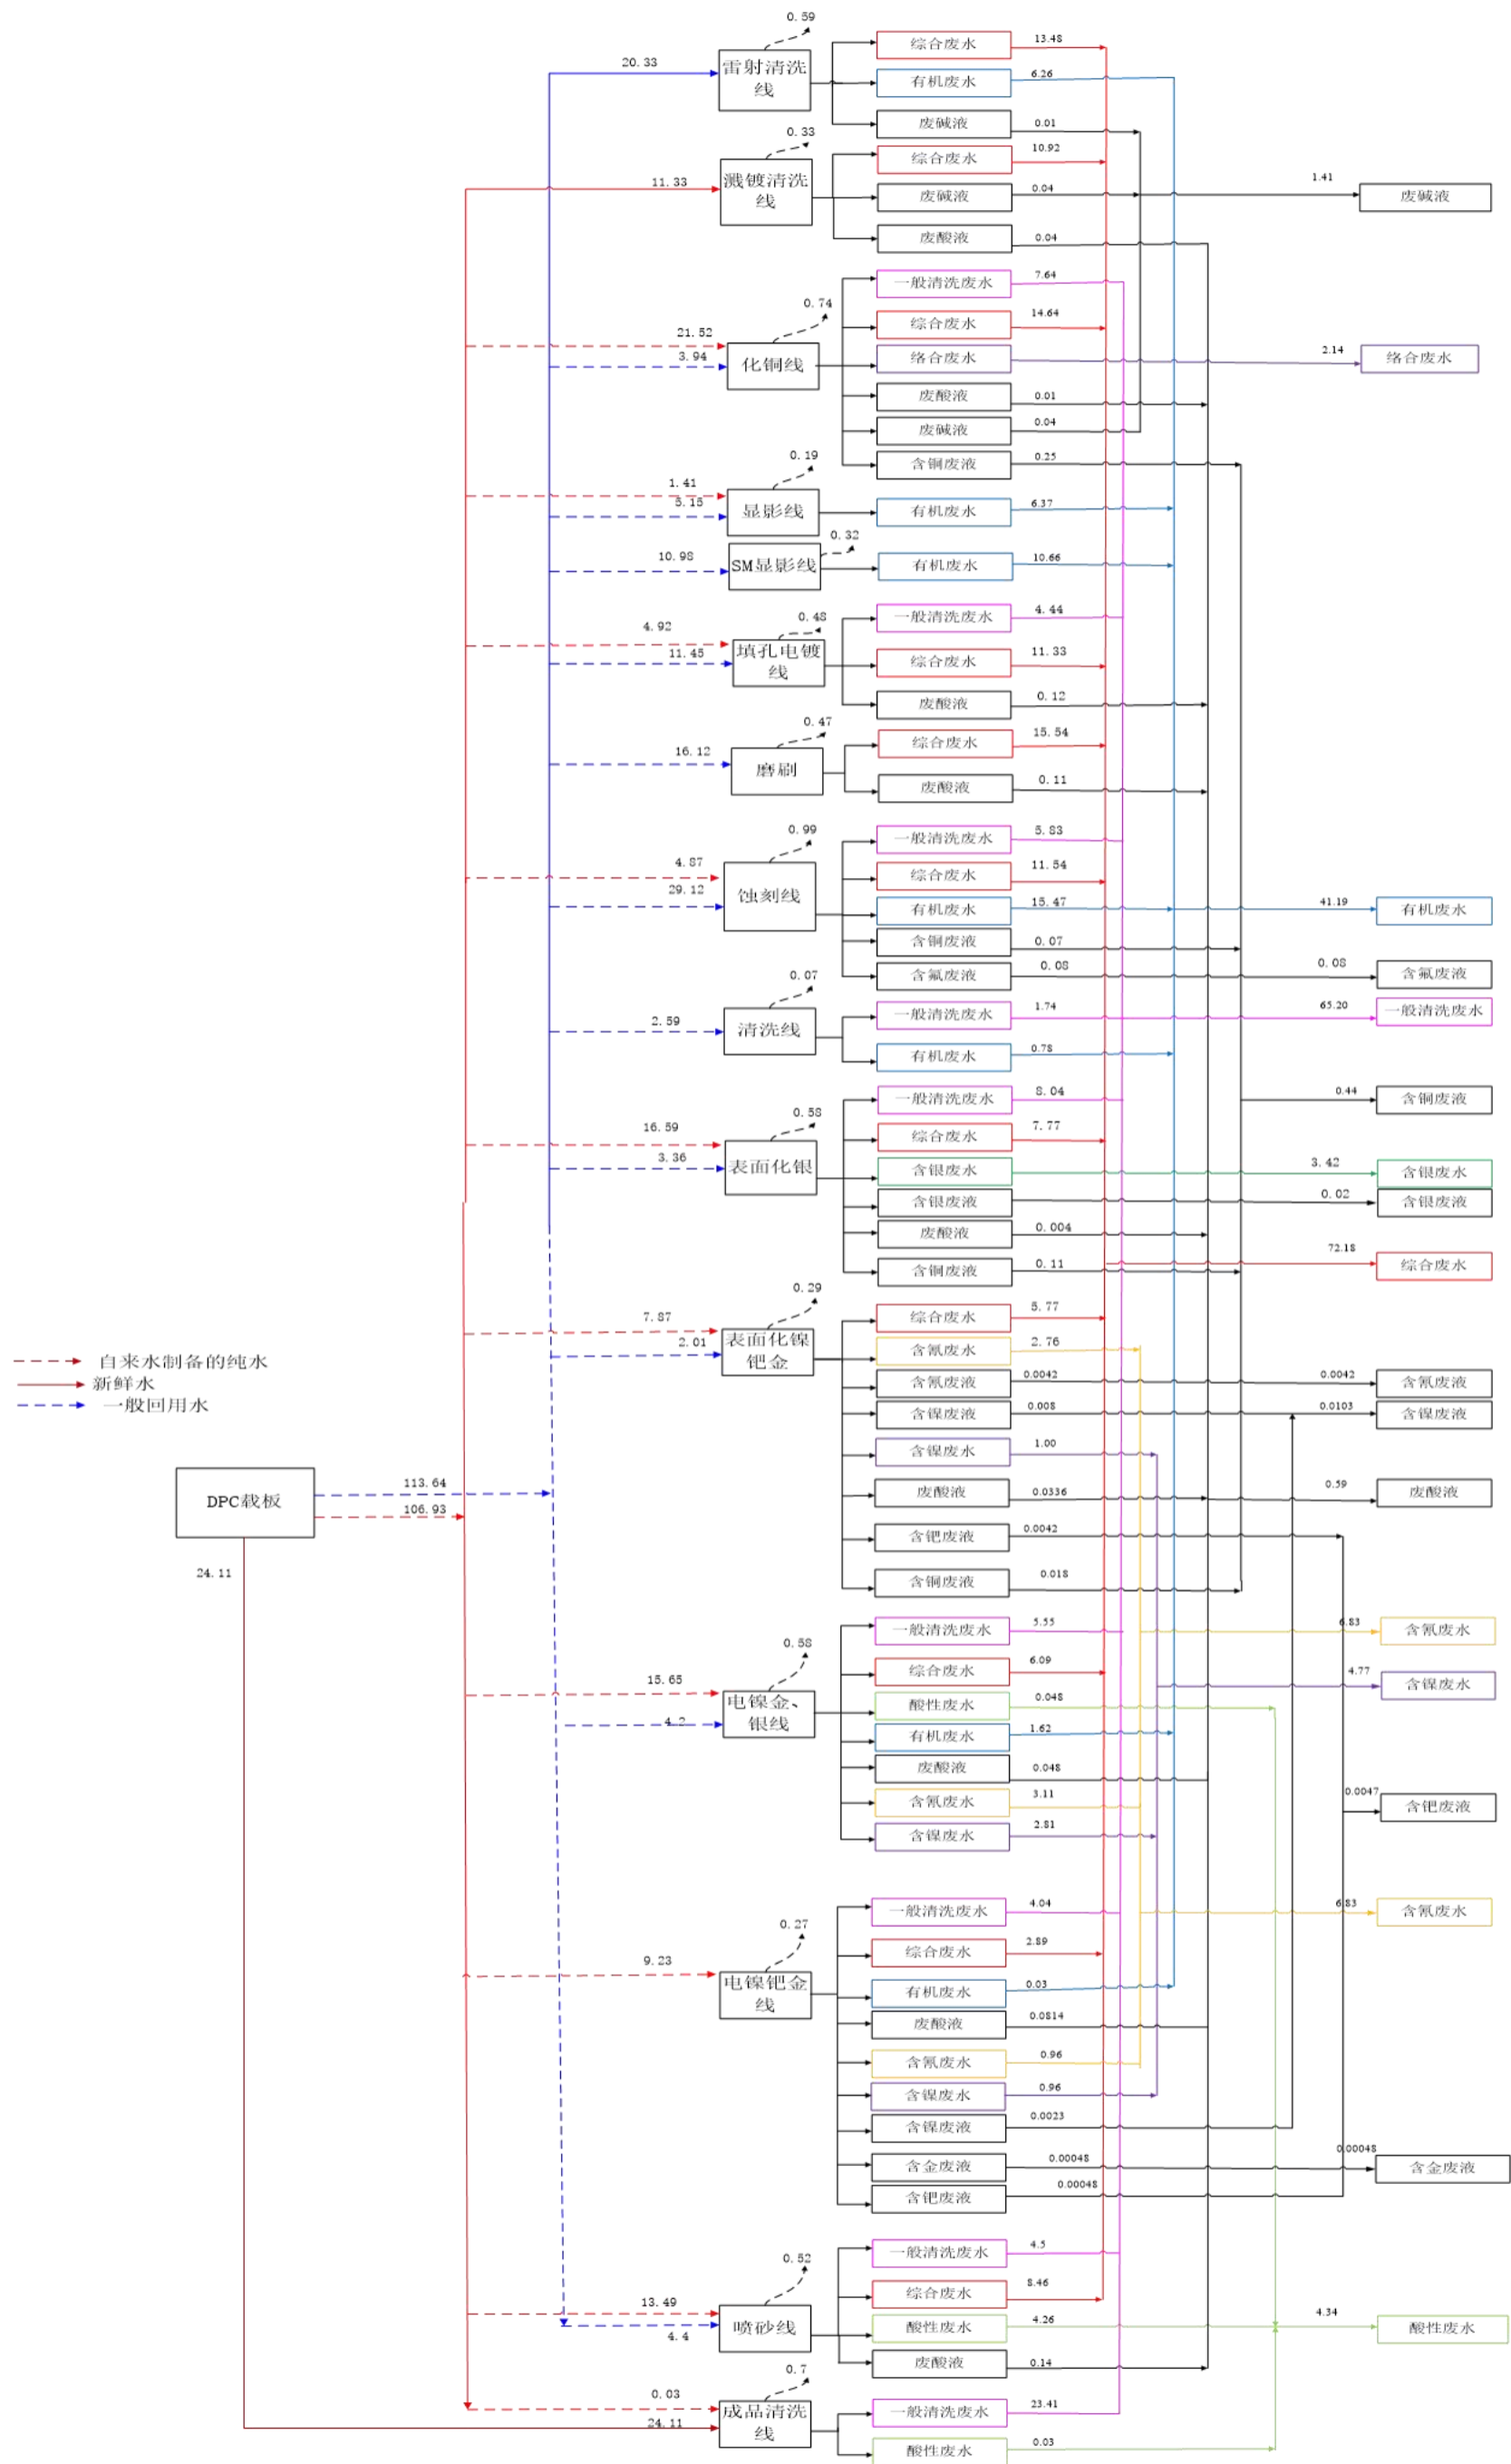 0.59
20.33
雷射清洗
线
综合废水
13.48
有机废水
6.26
废碱液
0.01
0.33
11.33
溅镀清洗
线
综合废水
10.92
废碱液
0.04
1.41
废碱液
废酸液
0.04
0.74
21.52
3.94
化铜线
一般清洗废水
7.64
综合废水
14.64
络合废水
2.14
络合废水
废酸液
0.01
废碱液
0.04
含铜废液
0.25
0.19
1.41
5.15
显影线
有机废水
6.37
0.32
10.98
SM显影线
有机废水
10.66
0.48
4.92
11.45
填孔电镀
线
一般清洗废水
4.44
综合废水
11.33
废酸液
0.12
0.47
16.12
磨刷
综合废水
15.54
废酸液
0.11
0.99
4.87
29.12
蚀刻线
一般清洗废水
5.83
综合废水
11.54
有机废水
15.47
41.19
有机废水
含铜废液
0.07
含氟废液
0.08
0.08
含氟废液
0.07
2.59
清洗线
一般清洗废水
1.74
65.20
一般清洗废水
有机废水
0.78
0.58
16.59
3.36
表面化银
一般清洗废水
8.04
0.44
含铜废液
综合废水
7.77
含银废水
3.42
含银废水
含银废液
0.02
含银废液
废酸液
0.004
含铜废液
0.11
72.18
综合废水
0.29
7.87
2.01
表面化镍
钯金
综合废水
5.77
含氰废水
2.76
含氰废液
0.0042
0.0042
含氰废液
含镍废液
0.008
0.0103
含镍废液
含镍废水
1.00
废酸液
0.0336
0.59
废酸液
含钯废液
0.0042
含铜废液
0.018
自来水制备的纯水
新鲜水
一般回用水
DPC载板
113.64
106.93
24.11
0.58
15.65
4.2
电镍金、
银线
一般清洗废水
5.55
6.83
含氰废水
综合废水
6.09
4.77
含镍废水
酸性废水
0.048
有机废水
1.62
废酸液
0.048
含氰废水
3.11
0.0047
含钯废液
含镍废水
2.81
0.27
9.23
电镍钯金
线
一般清洗废水
4.04
6.83
含氰废水
综合废水
2.89
有机废水
0.03
废酸液
0.0814
含氰废水
0.96
含镍废水
0.96
含镍废液
0.0023
含金废液
0.00048
0.00048
含金废液
含钯废液
0.00048
0.52
13.49
4.4
喷砂线
一般清洗废水
4.5
综合废水
8.46
酸性废水
4.26
4.34
酸性废水
废酸液
0.14
0.7
0.03
24.11
成品清洗
线
一般清洗废水
23.41
酸性废水
0.03